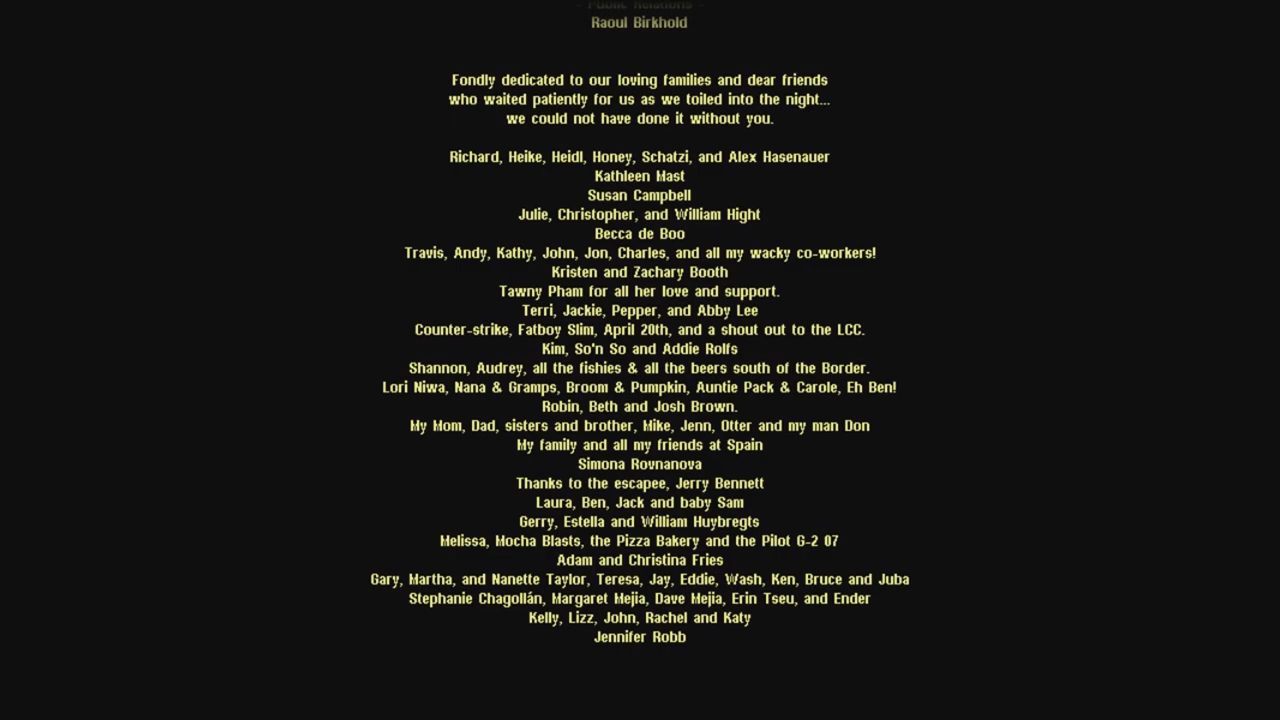 - Public Relations -
Raoul Birkhold
Fondly dedicated to our loving families and dear friends
who waited patiently for us as we toiled into the night...
we could not have done it without you.
Richard, Heike, Heidl, Honey, Schatzi, and Alex Hasenauer
Kathleen Mast
Susan Campbell
Julie, Christopher, and William Hight
Becca de Boo
Travis, Andy, Kathy, John, Jon, Charles, and all my wacky co-workers!
Kristen and Zachary Booth
Tawny Pham for all her love and support.
Terri, Jackie, Pepper, and Abby Lee
Counter-strike, Fatboy Slim, April 20th, and a shout out to the LCC.
Kim, So'n So and Addie Rolfs
Shannon, Audrey, all the fishies & all the beers south of the Border.
Lori Niwa, Nana & Gramps, Broom & Pumpkin, Auntie Pack & Carole, Eh Ben!
Robin, Beth and Josh Brown.
My Mom, Dad, sisters and brother, Mike, Jenn, Otter and my man Don
My family and all my friends at Spain
Simona Rovnanova
Thanks to the escapee, Jerry Bennett
Laura, Ben, Jack and baby Sam
Gerry, Estella and William Huybregts
Melissa, Mocha Blasts, the Pizza Bakery and the Pilot G-2 07
Adam and Christina Fries
Gary, Martha, and Nanette Taylor, Teresa, Jay, Eddie, Wash, Ken, Bruce and Juba
Stephanie Chagollán, Margaret Mejia, Dave Mejia, Erin Tseu, and Ender
Kelly, Lizz, John, Rachel and Katy
Jennifer Robb